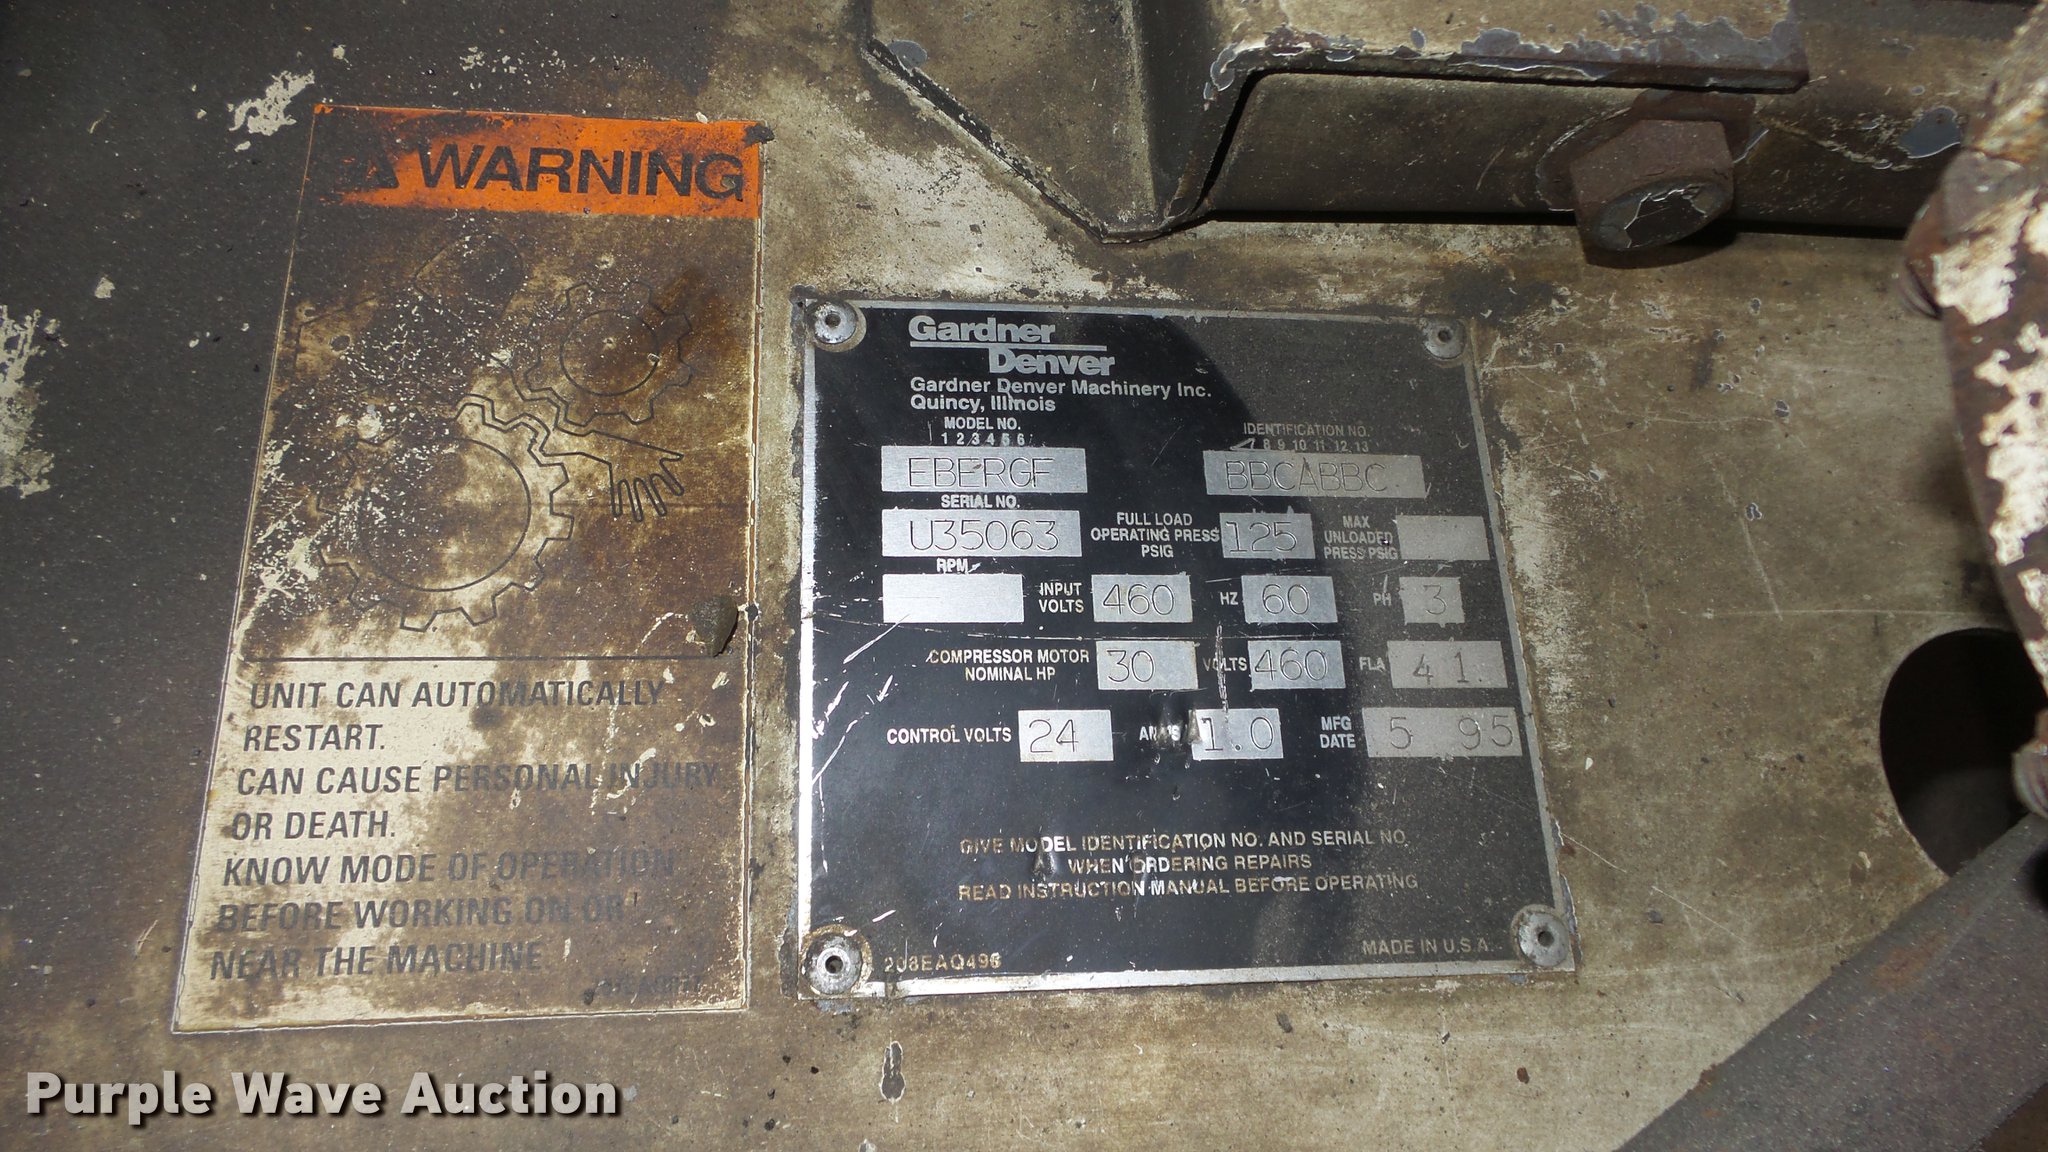 WARNING
UNIT CAN AUTOMATICALLY
RESTART.
CAN CAUSE PERSONAL INJURY
OR DEATH.
KNOW MODE OF OPERATION
BEFORE WORKING ON OR
NEAR THE MACHINE.
Gardner
Denver
Gardner Denver Machinery Inc.
Quincy, Illinois
MODEL NO.
1 2 3 4 5 6
EBERGF
IDENTIFICATION NO.
7 8 9 10 11 12 13
BBCABBC
SERIAL NO.
U35063
FULL LOAD
OPERATING PRESS
PSIG
125
MAX
UNLOADED
PRESS PSIG
RPM
INPUT
VOLTS
460
HZ
60
PH
3
COMPRESSOR MOTOR
NOMINAL HP
30
VOLTS
460
FLA
41.
CONTROL VOLTS
24
AMPS
1.0
MFG
DATE
5 95
GIVE MODEL IDENTIFICATION NO. AND SERIAL NO
WHEN ORDERING REPAIRS
READ INSTRUCTION MANUAL BEFORE OPERATING
208EAQ496
MADE IN U.S.A.
Purple Wave Auction